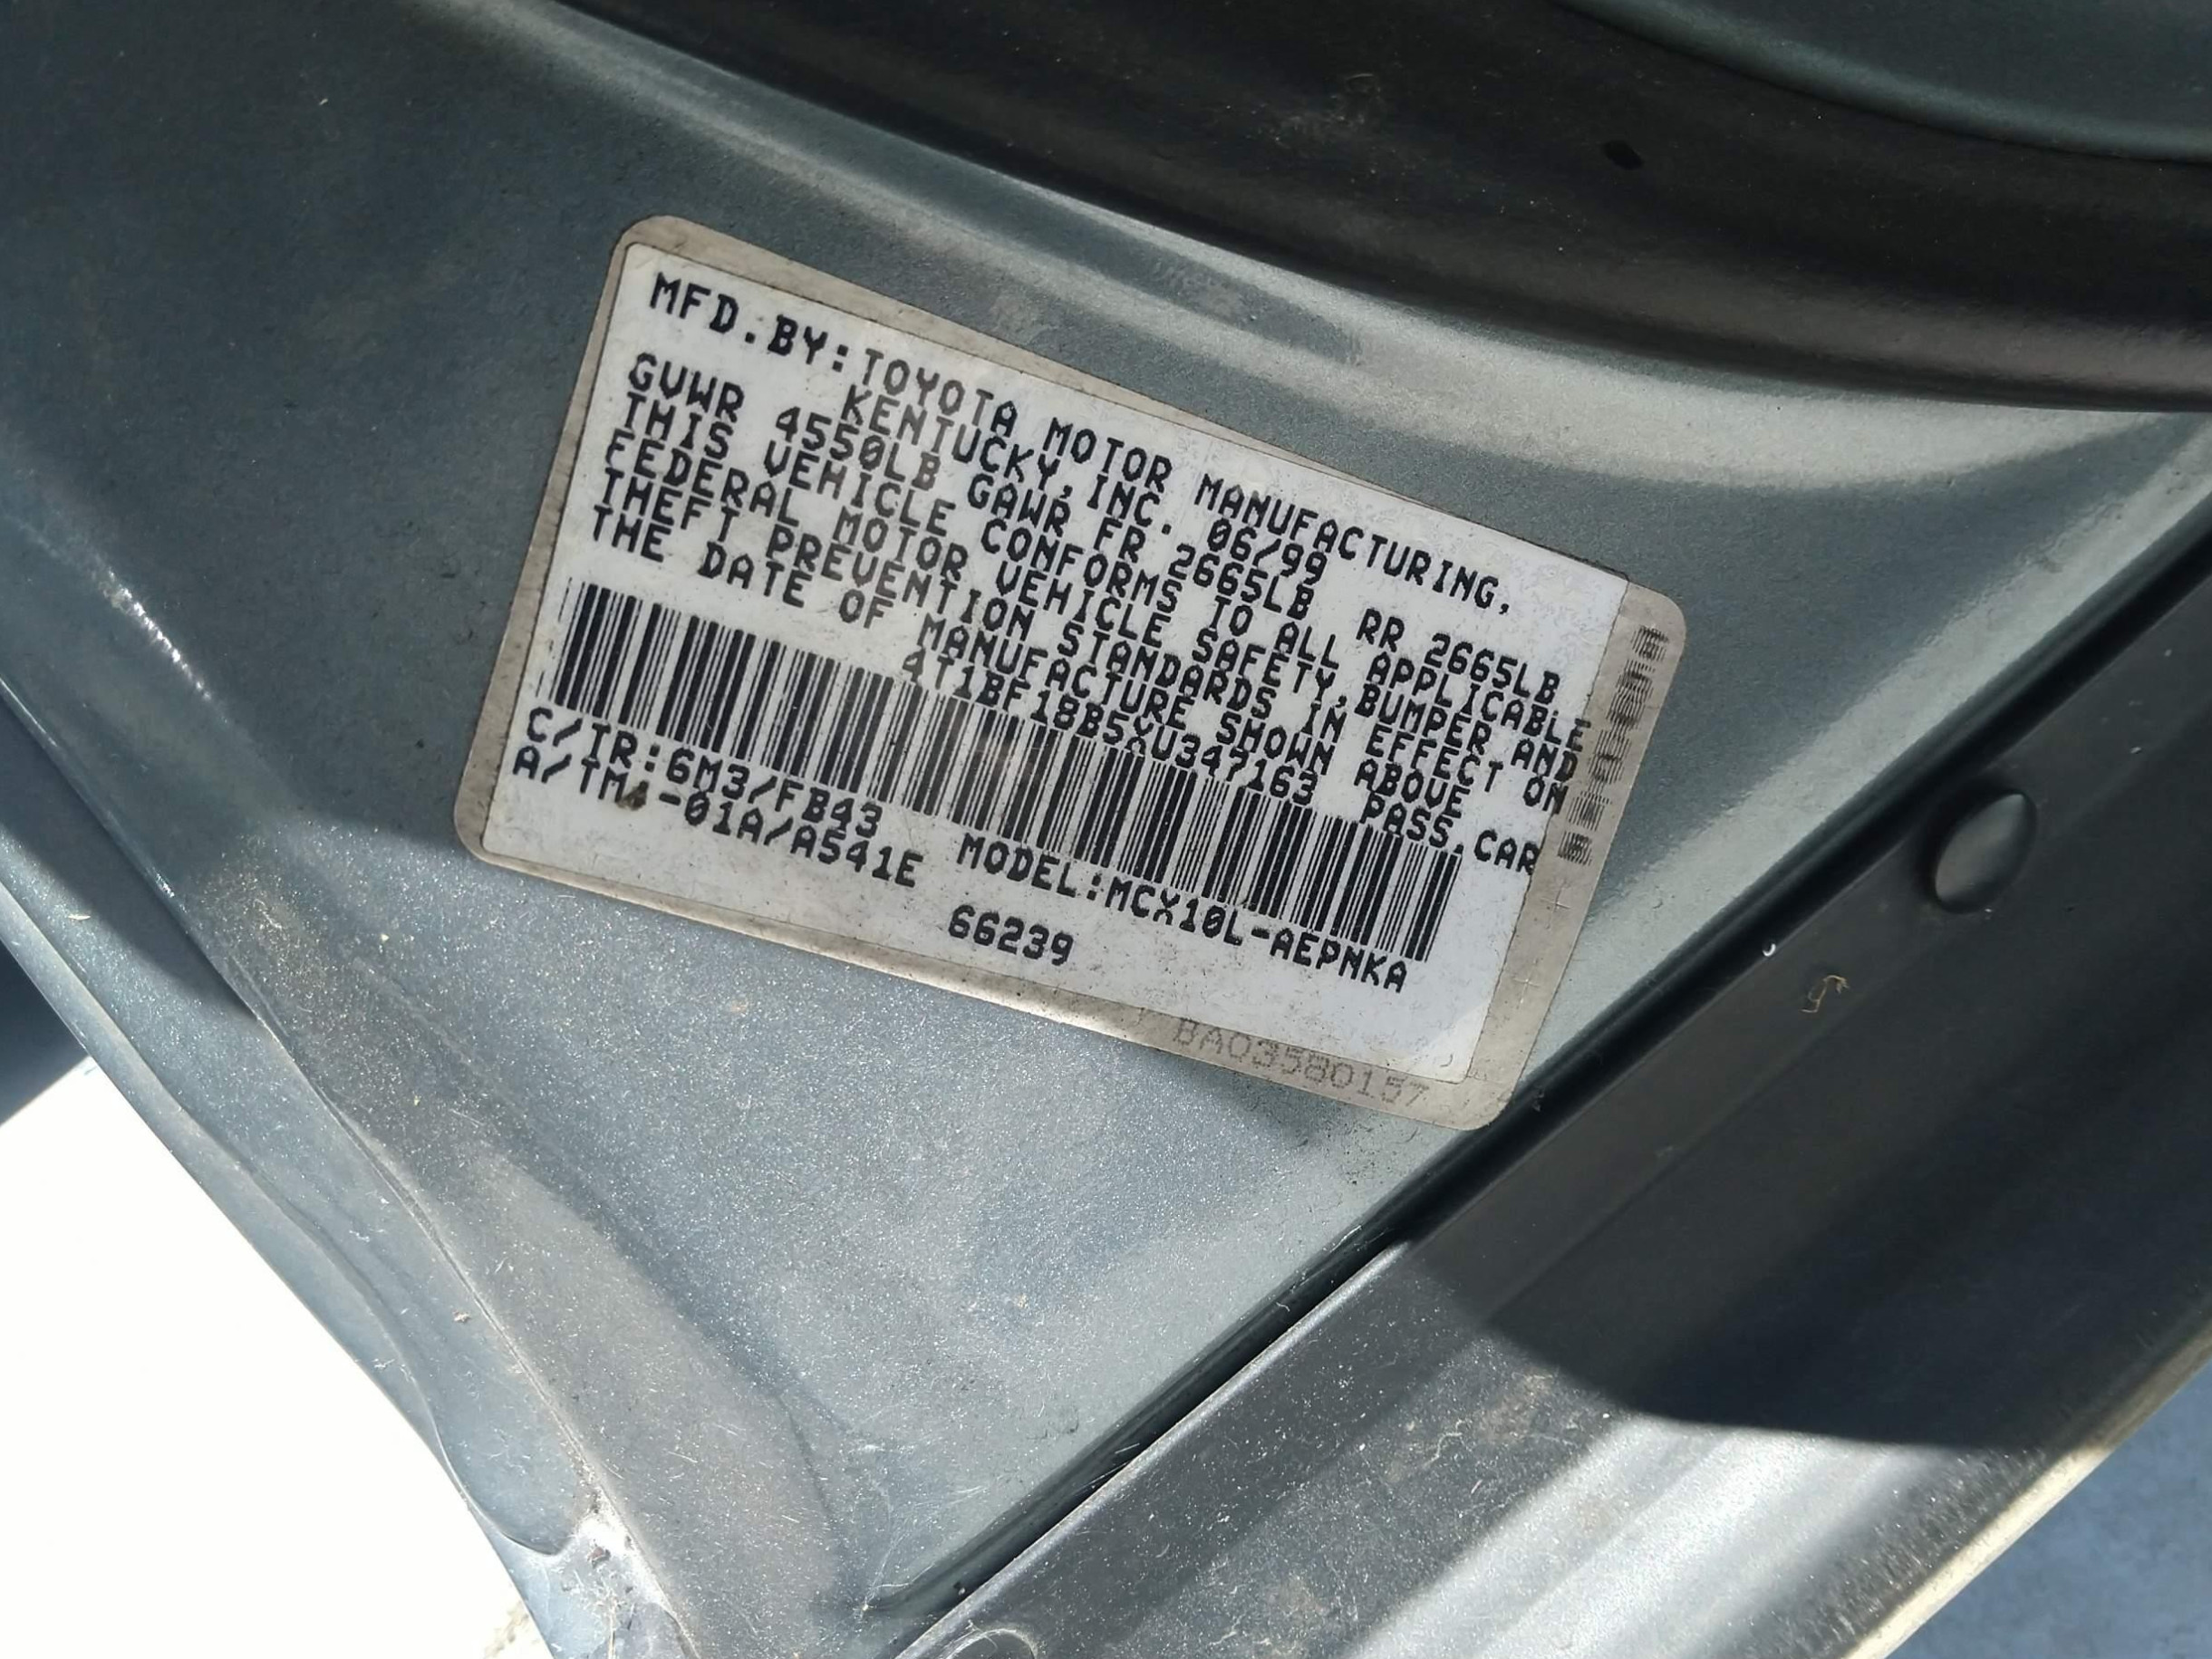 MFD.BY:TOYOTA MOTOR MANUFACTURING,
KENTUCKY,INC. 06/99
GVWR 4550LB GAWR FR 2665LB RR 2665LB
THIS VEHICLE CONFORMS TO ALL APPLICABLE
FEDERAL MOTOR VEHICLE SAFETY,BUMPER AND
THEFT PREVENTION STANDARDS IN EFFECT ON
THE DATE OF MANUFACTURE SHOWN ABOVE
4T1BF18B5XU347163 PASS.CAR
C/TR:6M3/FB43 MODEL:MCX10L-AEPNKA
A/TM: -01A/A541E
66239
BA03580157